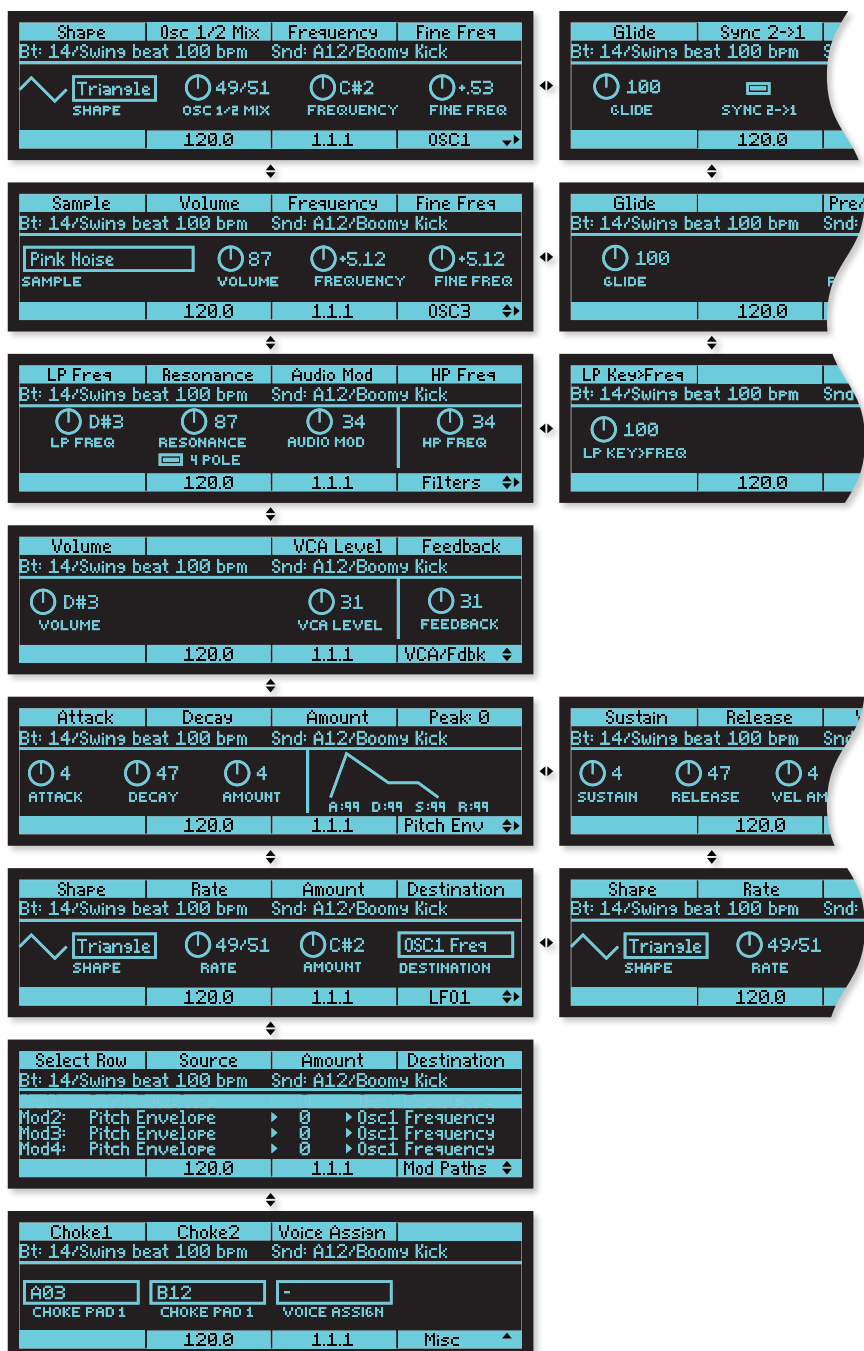 Shape Osc 1/2 Mix Frequency Fine Freq
Bt: 14/Swing beat 100 bpm Snd: A12/Boomy Kick
Triangle 49/51 C#2 +.53
SHAPE OSC 1/2 MIX FREQUENCY FINE FREQ
120.0 1.1.1 OSC1
Glide Sync 2->1
Bt: 14/Swing beat 100 bpm
100
GLIDE SYNC 2->1
120.0
Sample Volume Frequency Fine Freq
Bt: 14/Swing beat 100 bpm Snd: A12/Boomy Kick
Pink Noise 87 +5.12 +5.12
SAMPLE VOLUME FREQUENCY FINE FREQ
120.0 1.1.1 OSC3
Glide Pre/
Bt: 14/Swing beat 100 bpm Snd:
100
GLIDE
120.0
LP Freq Resonance Audio Mod HP Freq
Bt: 14/Swing beat 100 bpm Snd: A12/Boomy Kick
D#3 87 34 34
LP FREQ RESONANCE AUDIO MOD HP FREQ
4 POLE
120.0 1.1.1 Filters
LP Key>Freq
Bt: 14/Swing beat 100 bpm Snd
100
LP KEY>FREQ
120.0
Volume VCA Level Feedback
Bt: 14/Swing beat 100 bpm Snd: A12/Boomy Kick
D#3 31 31
VOLUME VCA LEVEL FEEDBACK
120.0 1.1.1 VCA/Fdbk
Attack Decay Amount Peak: 0
Bt: 14/Swing beat 100 bpm Snd: A12/Boomy Kick
4 47 4
ATTACK DECAY AMOUNT A:99 D:99 S:99 R:99
120.0 1.1.1 Pitch Env
Sustain Release
Bt: 14/Swing beat 100 bpm Snd
4 47 4
SUSTAIN RELEASE VEL AM
120.0
Shape Rate Amount Destination
Bt: 14/Swing beat 100 bpm Snd: A12/Boomy Kick
Triangle 49/51 C#2 OSC1 Freq
SHAPE RATE AMOUNT DESTINATION
120.0 1.1.1 LFO1
Shape Rate
Bt: 14/Swing beat 100 bpm Snd:
Triangle 49/51
SHAPE RATE
120.0
Select Row Source Amount Destination
Bt: 14/Swing beat 100 bpm Snd: A12/Boomy Kick
Mod2: Pitch Envelope 0 Osc1 Frequency
Mod3: Pitch Envelope 0 Osc1 Frequency
Mod4: Pitch Envelope 0 Osc1 Frequency
120.0 1.1.1 Mod Paths
Choke1 Choke2 Voice Assign
Bt: 14/Swing beat 100 bpm Snd: A12/Boomy Kick
A03 B12 -
CHOKE PAD 1 CHOKE PAD 1 VOICE ASSIGN
120.0 1.1.1 Misc